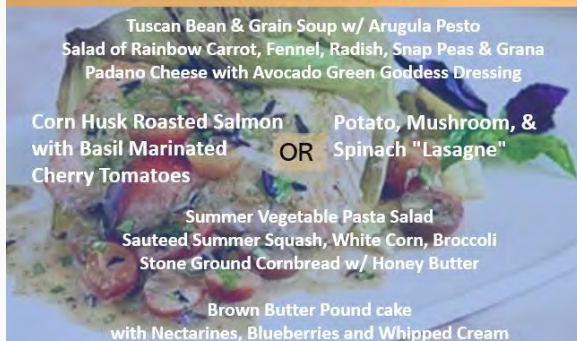 Tuscan Bean & Grain Soup w/ Arugula Pesto
Salad of Rainbow Carrot, Fennel, Radish, Snap Peas & Grana
Padano Cheese with Avocado Green Goddess Dressing
Corn Husk Roasted Salmon
with Basil Marinated
Cherry Tomatoes
OR
Potato, Mushroom, &
Spinach "Lasagne"
Summer Vegetable Pasta Salad
Sauteed Summer Squash, White Corn, Broccoli
Stone Ground Cornbread w/ Honey Butter
Brown Butter Pound cake
with Nectarines, Blueberries and Whipped Cream